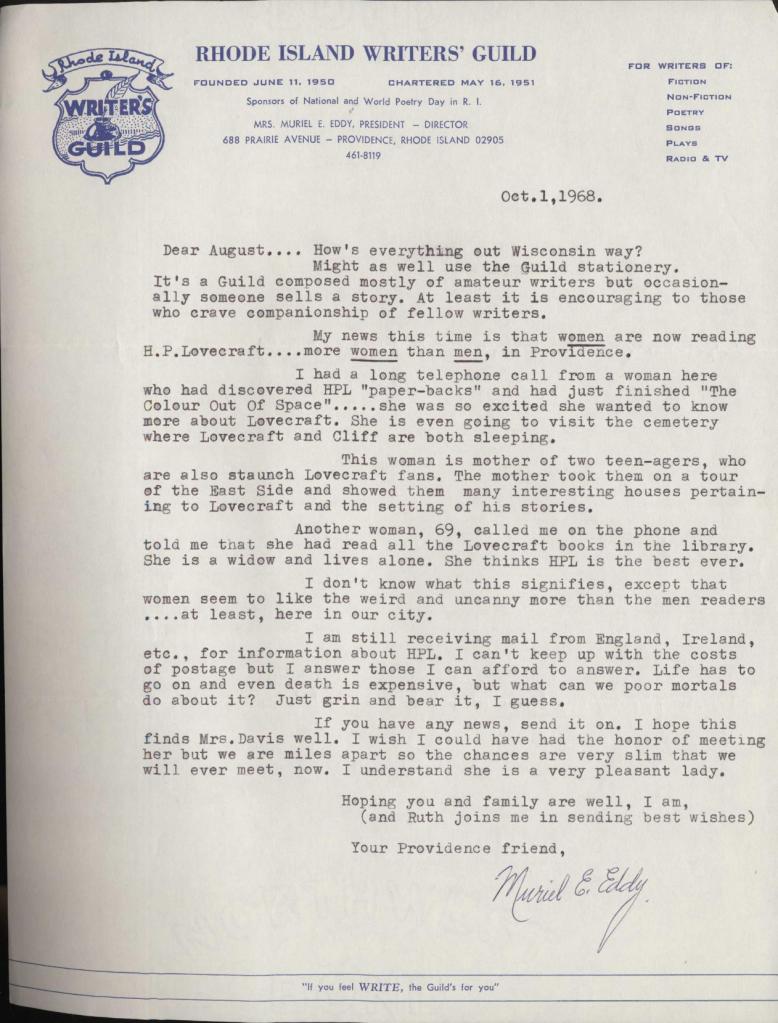 Rhode Island
WRITER'S
GUILD
RHODE ISLAND WRITERS' GUILD
FOUNDED JUNE 11, 1950 CHARTERED MAY 16, 1951
Sponsors of National and World Poetry Day in R. I.
MRS. MURIEL E. EDDY, PRESIDENT — DIRECTOR
688 PRAIRIE AVENUE — PROVIDENCE, RHODE ISLAND 02905
461-8119
FOR WRITERS OF:
FICTION
NON-FICTION
POETRY
SONGS
PLAYS
RADIO & TV
Oct.1,1968.
Dear August.... How's everything out Wisconsin way?
Might as well use the Guild stationery.
It's a Guild composed mostly of amateur writers but occasion-
ally someone sells a story. At least it is encouraging to those
who crave companionship of fellow writers.
My news this time is that women are now reading
H.P.Lovecraft....more women than men, in Providence.
I had a long telephone call from a woman here
who had discovered HPL "paper-backs" and had just finished "The
Colour Out Of Space".....she was so excited she wanted to know
more about Lovecraft. She is even going to visit the cemetery
where Lovecraft and Cliff are both sleeping.
This woman is mother of two teen-agers, who
are also staunch Lovecraft fans. The mother took them on a tour
of the East Side and showed them many interesting houses pertain-
ing to Lovecraft and the setting of his stories.
Another woman, 69, called me on the phone and
told me that she had read all the Lovecraft books in the library.
She is a widow and lives alone. She thinks HPL is the best ever.
I don't know what this signifies, except that
women seem to like the weird and uncanny more than the men readers
....at least, here in our city.
I am still receiving mail from England, Ireland,
etc., for information about HPL. I can't keep up with the costs
of postage but I answer those I can afford to answer. Life has to
go on and even death is expensive, but what can we poor mortals
do about it? Just grin and bear it, I guess.
If you have any news, send it on. I hope this
finds Mrs.Davis well. I wish I could have had the honor of meeting
her but we are miles apart so the chances are very slim that we
will ever meet, now. I understand she is a very pleasant lady.
Hoping you and family are well, I am,
(and Ruth joins me in sending best wishes)
Your Providence friend,
Muriel E. Eddy.
"If you feel WRITE, the Guild's for you"